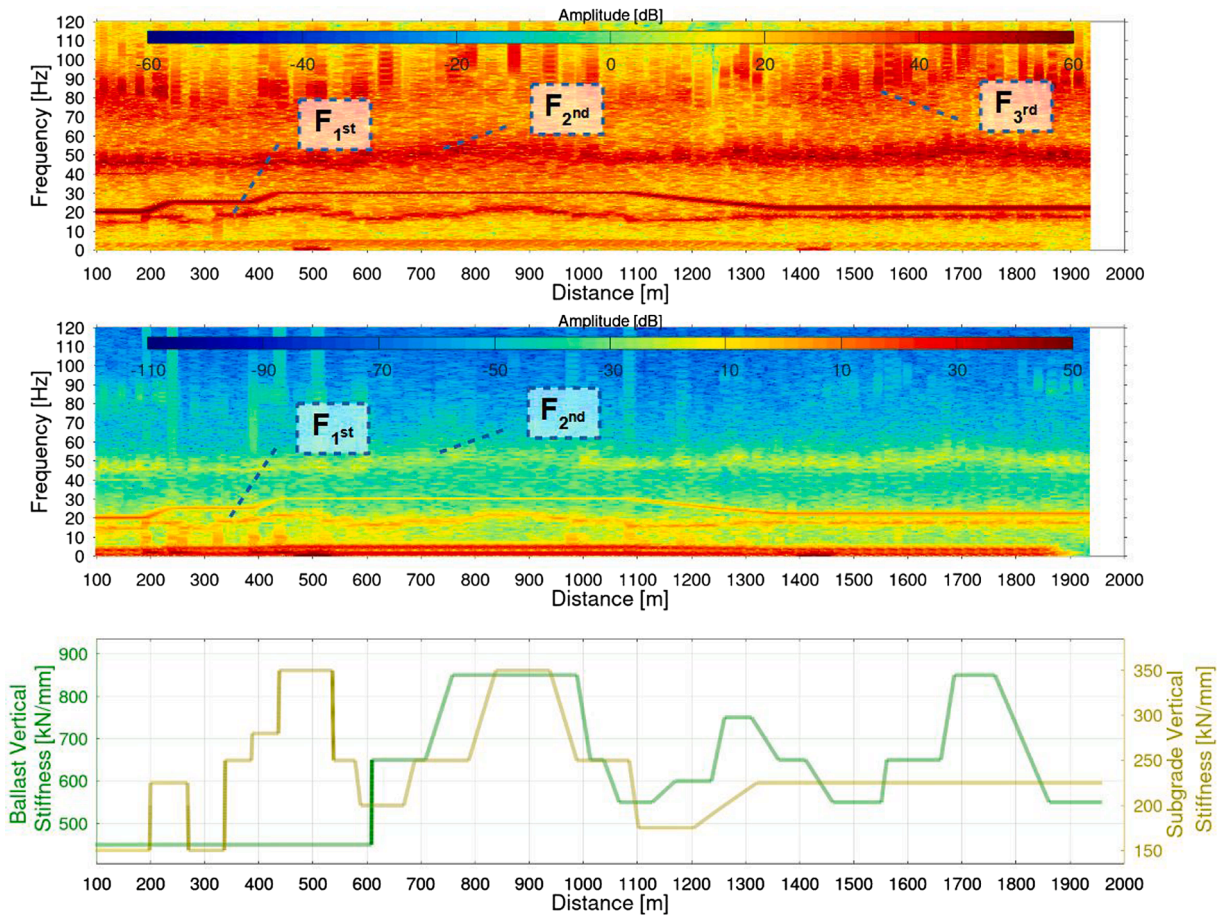 Amplitude [dB]
120
110
100
90
80
70
60
50
40
30
20
10
0
Frequency [Hz]
-60 -40 -20 0 20 40 60
F1st
F2nd
F3rd
100 200 300 400 500 600 700 800 900 1000 1100 1200 1300 1400 1500 1600 1700 1800 1900 2000
Distance [m]
Amplitude [dB]
120
110
100
90
80
70
60
50
40
30
20
10
0
Frequency [Hz]
-110 -90 -70 -50 -30 -10 10 30 50
F1st
F2nd
100 200 300 400 500 600 700 800 900 1000 1100 1200 1300 1400 1500 1600 1700 1800 1900 2000
Distance [m]
Ballast Vertical
Stiffness [kN/mm]
900
800
700
600
500
350
300
250
200
150
Subgrade Vertical
Stiffness [kN/mm]
100 200 300 400 500 600 700 800 900 1000 1100 1200 1300 1400 1500 1600 1700 1800 1900 2000
Distance [m]